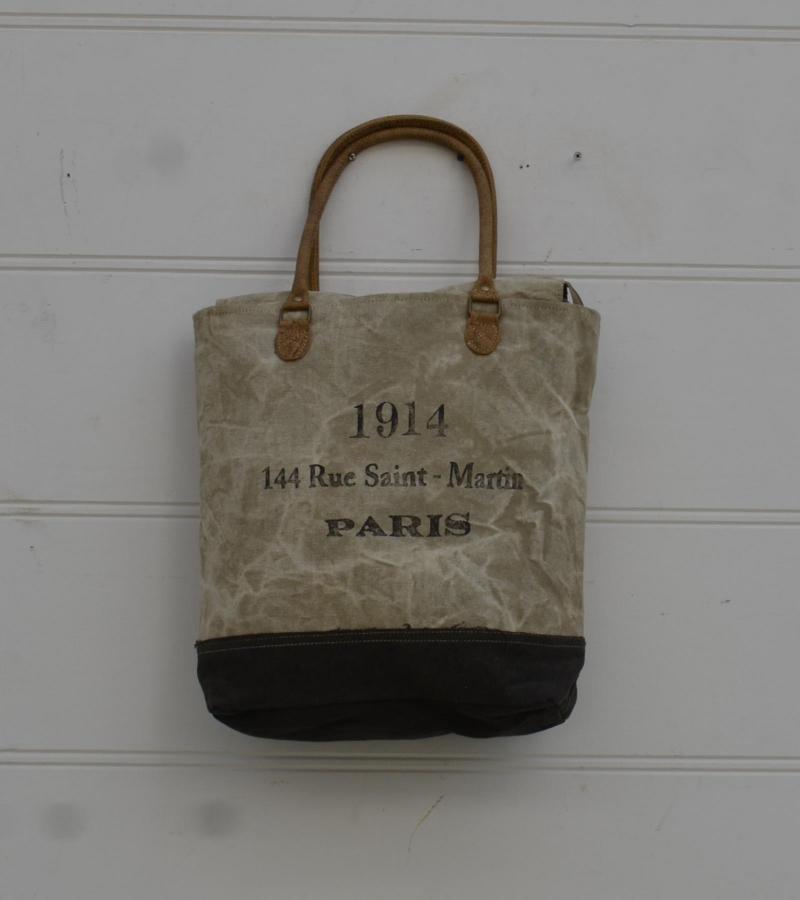 1914
144 Rue Saint - Martin
PARIS